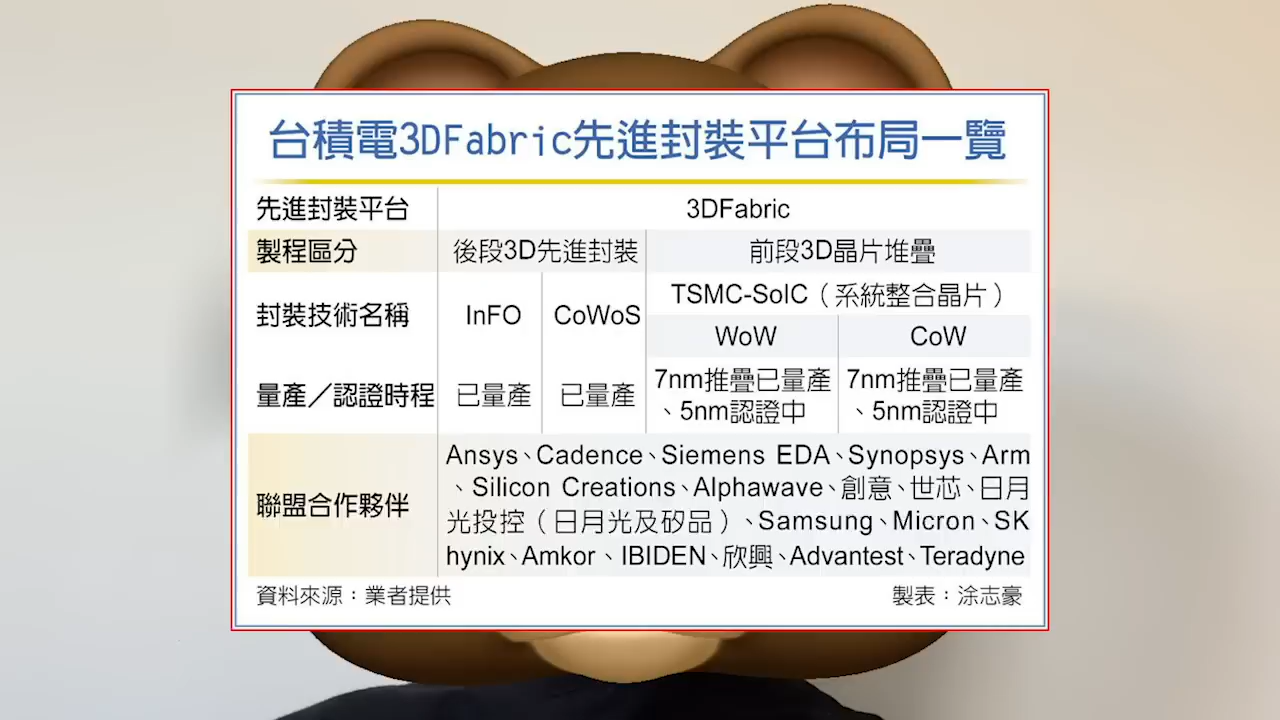 台積電3DFabric先進封裝平台布局一覽
先進封裝平台 3DFabric
製程區分 後段3D先進封裝 前段3D晶片堆疊
封裝技術名稱 InFO CoWoS TSMC-SoIC（系統整合晶片）
WoW CoW
量產／認證時程 已量產 已量產 7nm推疊已量產 7nm推疊已量產
、5nm認證中 、5nm認證中
聯盟合作夥伴
Ansys、Cadence、Siemens EDA、Synopsys、Arm
、Silicon Creations、Alphawave、創意、世芯、日月
光投控（日月光及矽品）、Samsung、Micron、SK
hynix、Amkor、IBIDEN、欣興、Advantest、Teradyne
資料來源：業者提供 製表：涂志豪